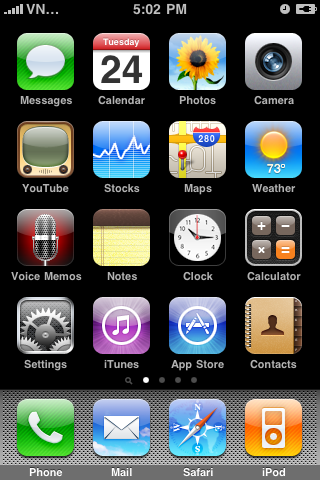 VN... 5:02 PM
Tuesday
24
280
Messages Calendar Photos Camera
73°
YouTube Stocks Maps Weather
Voice Memos Notes Clock Calculator
Settings iTunes App Store Contacts
Phone Mail Safari iPod